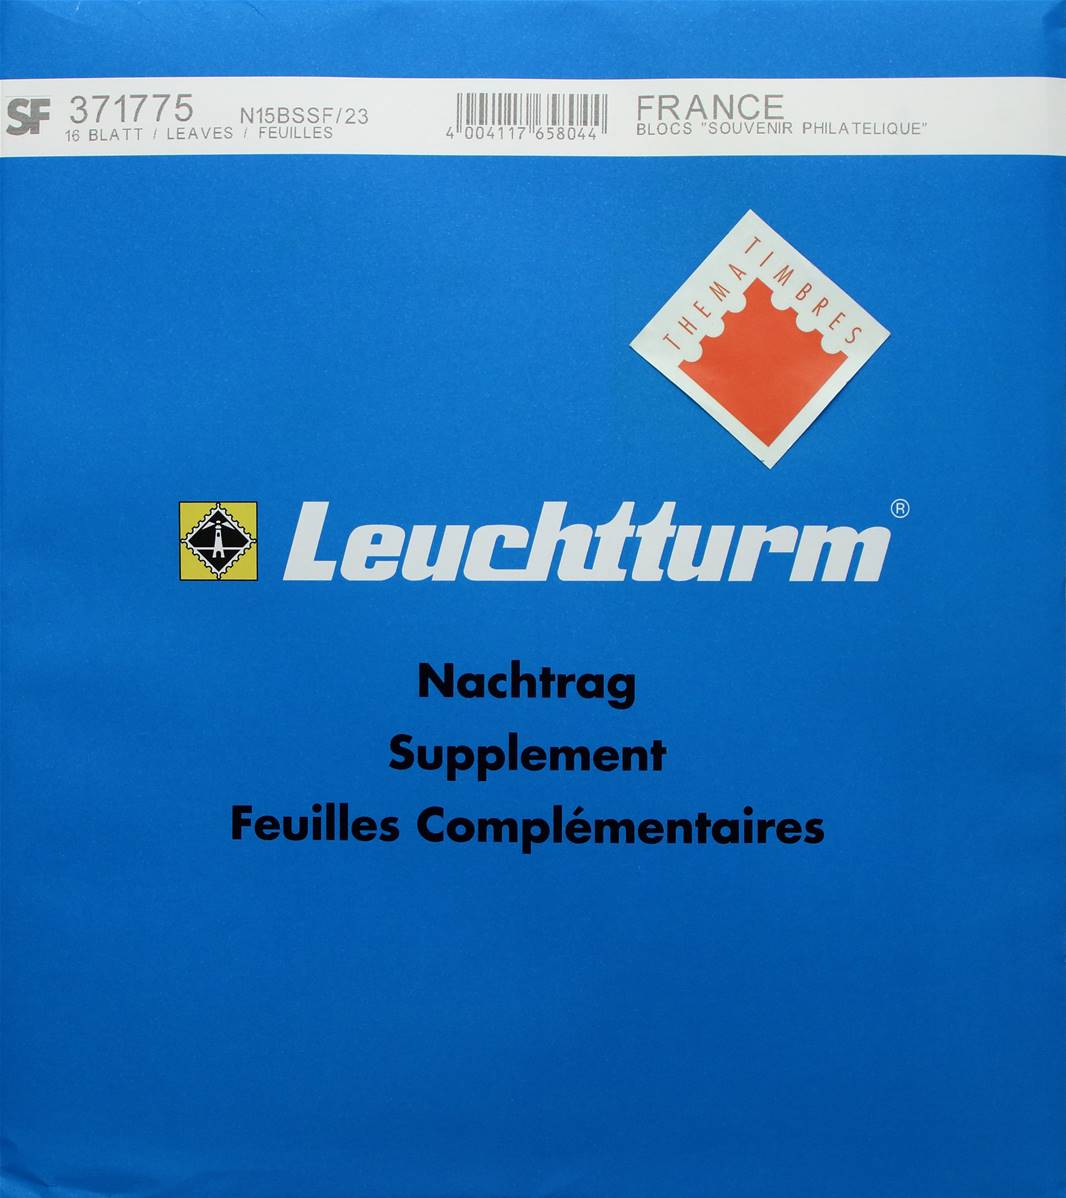 SF 371775 N15BSSF/23
16 BLATT / LEAVES / FEUILLES
4 004117 658044
FRANCE
BLOCS "SOUVENIR PHILATELIQUE"
THEMA TIMBRES
Leuchtturm®
Nachtrag
Supplement
Feuilles Complémentaires